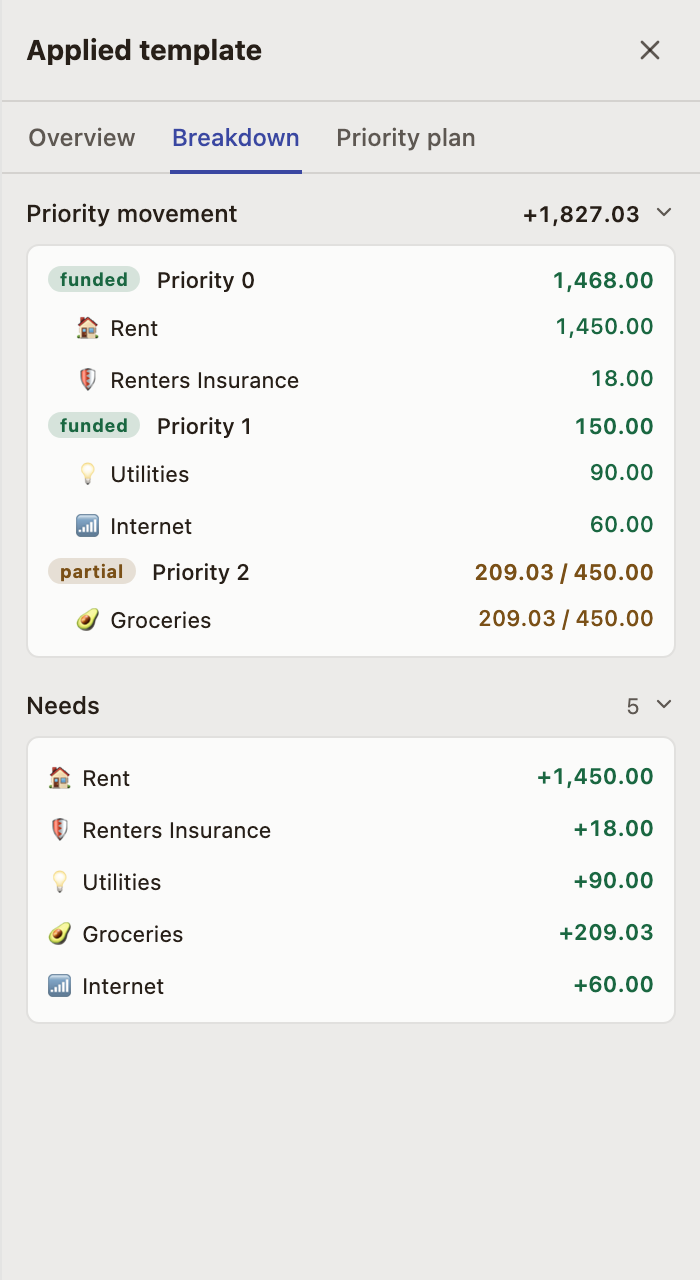 Applied template
Overview Breakdown Priority plan
Priority movement +1,827.03
funded Priority 0 1,468.00
Rent 1,450.00
Renters Insurance 18.00
funded Priority 1 150.00
Utilities 90.00
Internet 60.00
partial Priority 2 209.03 / 450.00
Groceries 209.03 / 450.00
Needs 5
Rent +1,450.00
Renters Insurance +18.00
Utilities +90.00
Groceries +209.03
Internet +60.00